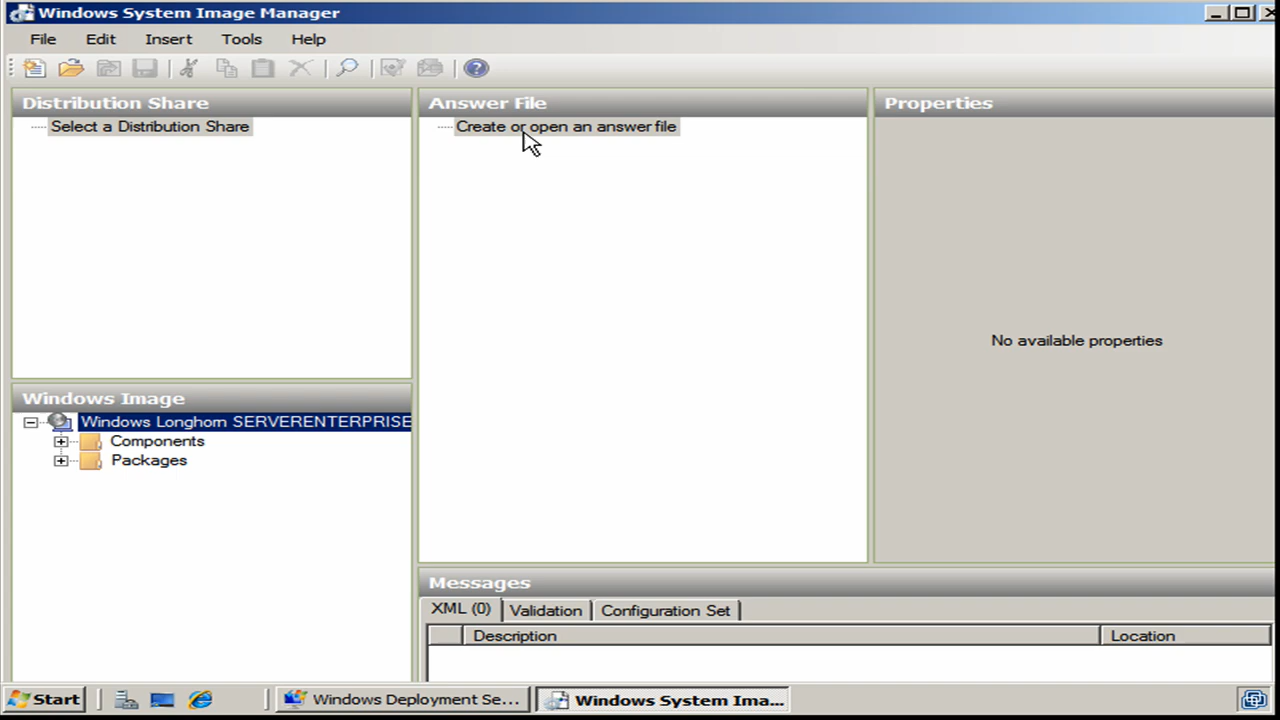 Windows System Image Manager
File Edit Insert Tools Help
Distribution Share
Select a Distribution Share
Answer File
Create or open an answer file
Properties
No available properties
Windows Image
Windows Longhorn SERVERENTERPRISE
Components
Packages
Messages
XML (0) Validation Configuration Set
Description Location
Start Windows Deployment Se... Windows System Ima...